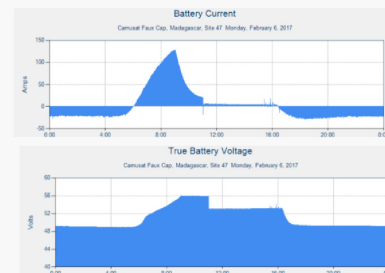 Battery Current
Camusat Faux Cap, Madagascar, Site 47 Monday, February 6, 2017
150
100
50
0
-50
Amps
0:00 4:00 8:00 12:00 16:00 20:00 0:00
True Battery Voltage
Camusat Faux Cap, Madagascar, Site 47 Monday, February 6, 2017
60
56
52
48
44
40
Volts